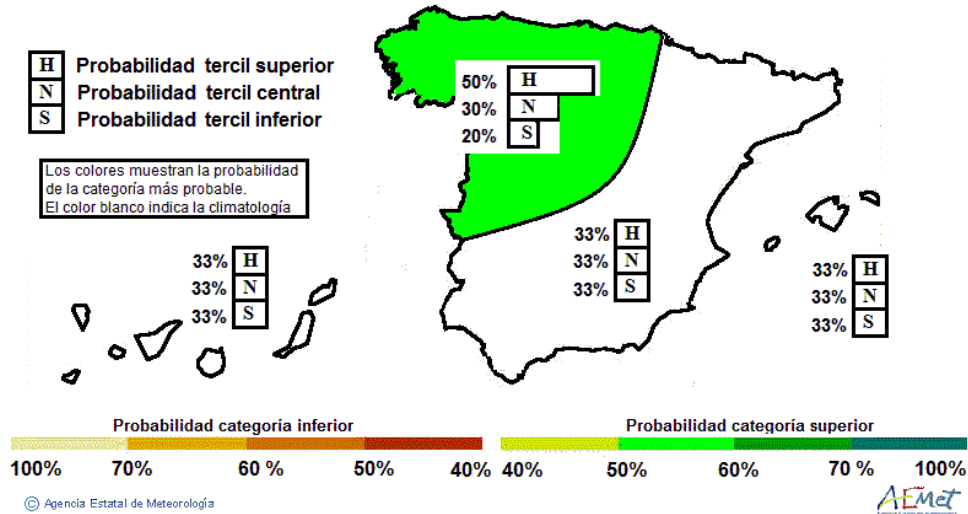 H Probabilidad tercil superior
N Probabilidad tercil central
S Probabilidad tercil inferior
Los colores muestran la probabilidad
de la categoría más probable.
El color blanco indica la climatología
50% H
30% N
20% S
33% H
33% N
33% S
33% H
33% N
33% S
33% H
33% N
33% S
Probabilidad categoría inferior
100% 70% 60 % 50% 40%
Probabilidad categoría superior
40% 50% 60% 70 % 100%
© Agencia Estatal de Meteorología
AEMet